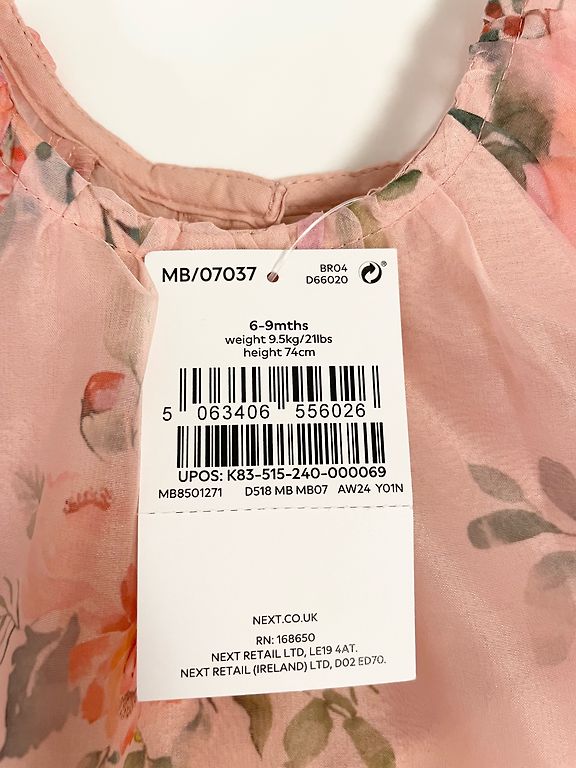 MB/07037
BR04
D66020
®
6-9mths
weight 9.5kg/21lbs
height 74cm
5 063406 556026
UPOS: K83-515-240-000069
MB8501271 D518 MB MB07 AW24 Y01N
NEXT.CO.UK
RN: 168650
NEXT RETAIL LTD, LE19 4AT.
NEXT RETAIL (IRELAND) LTD, D02 ED70.